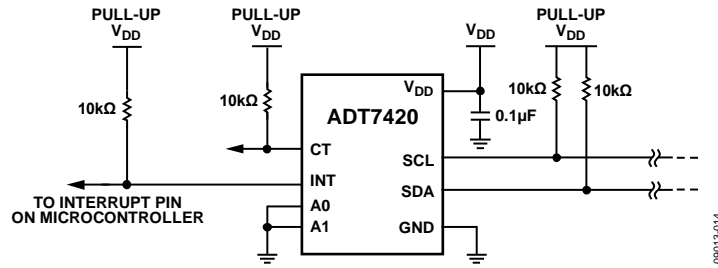 PULL-UP
VDD
PULL-UP
VDD
VDD
PULL-UP
VDD
10kΩ
10kΩ
VDD
ADT7420
0.1µF
10kΩ
10kΩ
CT
INT
A0
A1
SCL
SDA
GND
TO INTERRUPT PIN
ON MICROCONTROLLER
09013-014